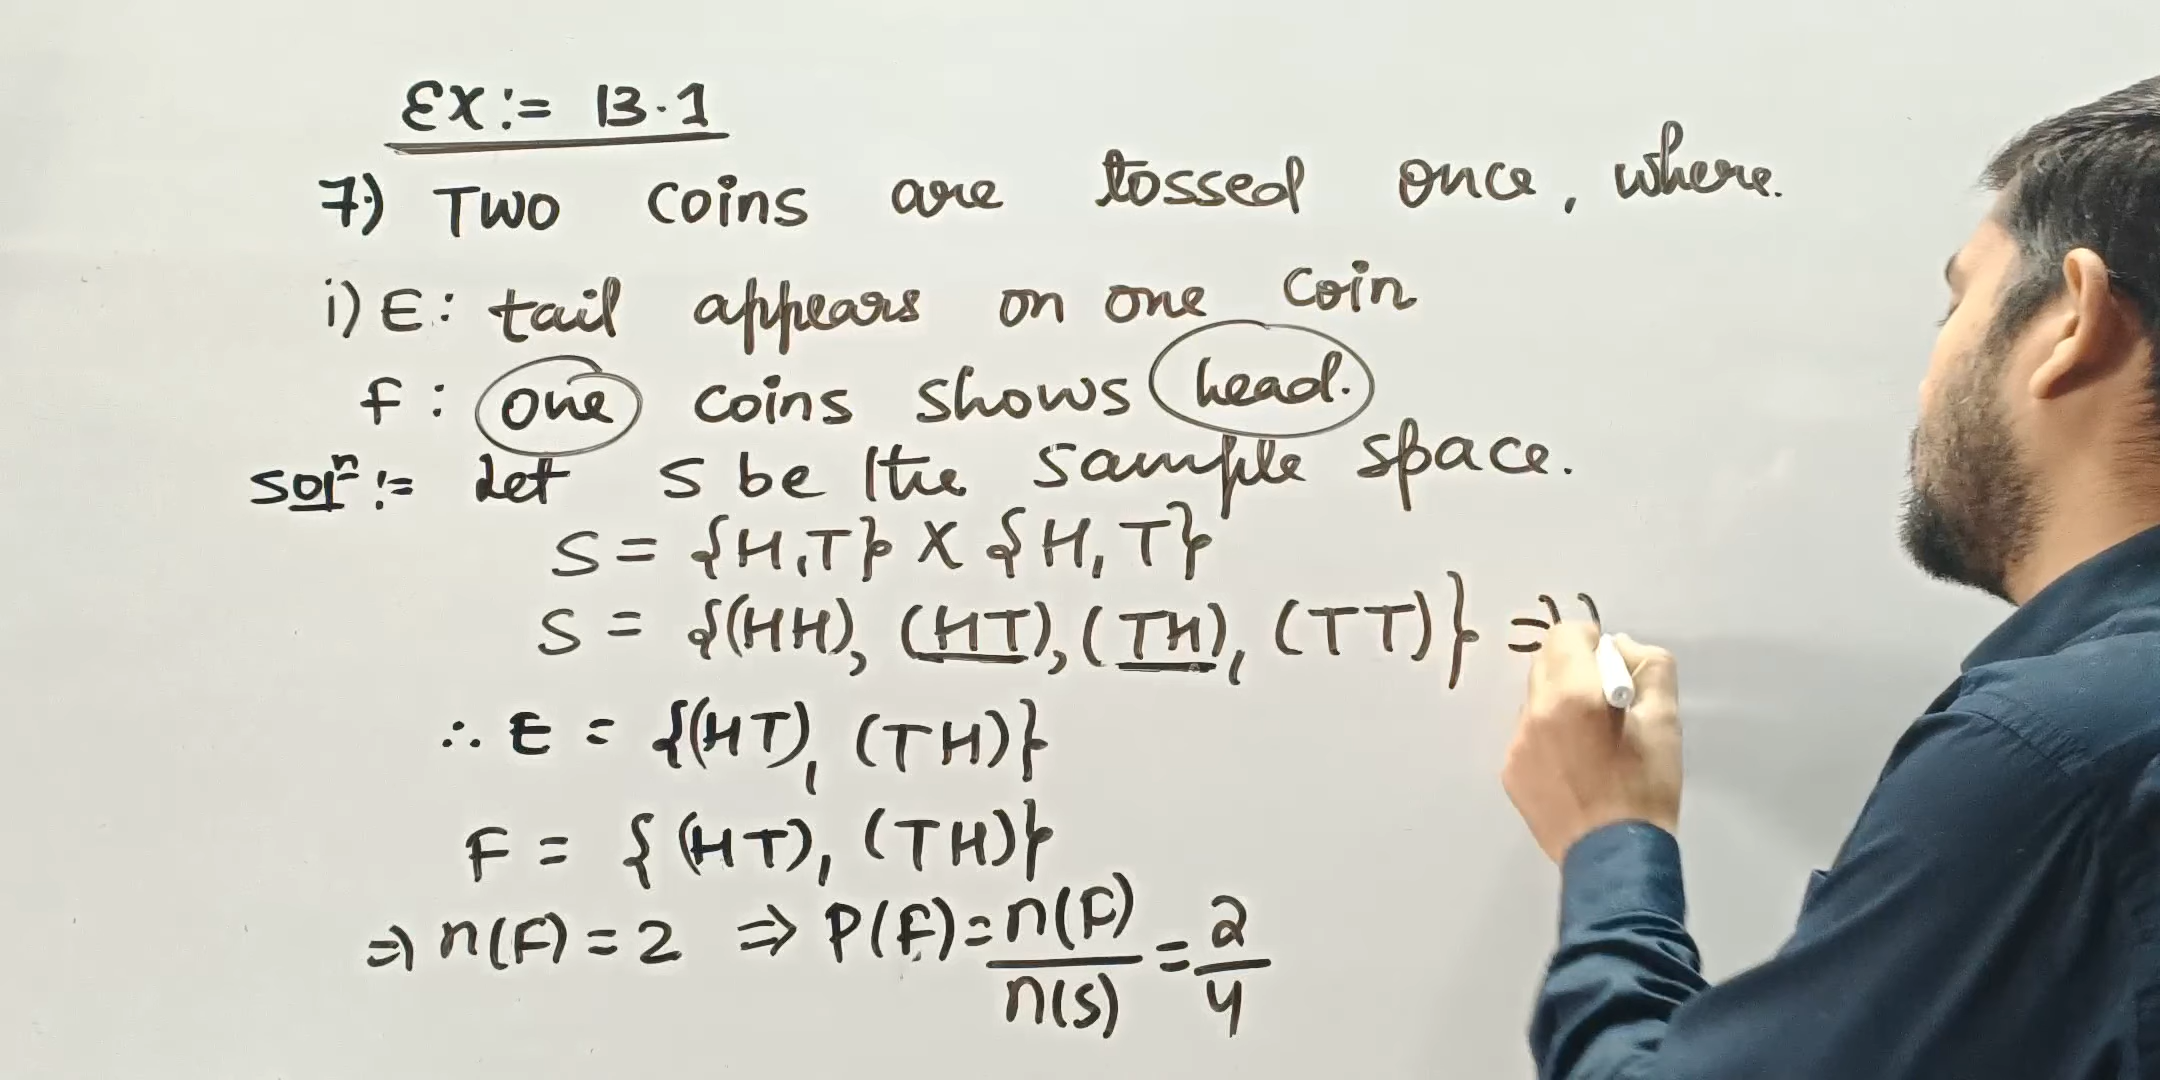 Ex:= 13.1
7) Two coins are tossed once, where.
i) E: tail appears on one coin
F: one coins shows head.
Solⁿ:= Let S be the sample space.
S = {H,T} X {H,T}
S = {(HH), (HT), (TH), (TT)} ⇒
∴ E = {(HT), (TH)}
F = {(HT), (TH)}
⇒ n(F) = 2 ⇒ P(F) = n(F)/n(S) = 2/4